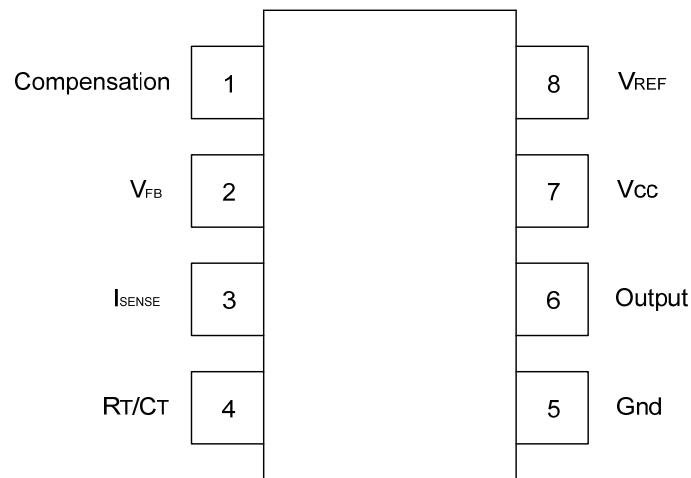 Compensation 1 8 VREF
VFB 2 7 Vcc
ISENSE 3 6 Output
RT/CT 4 5 Gnd